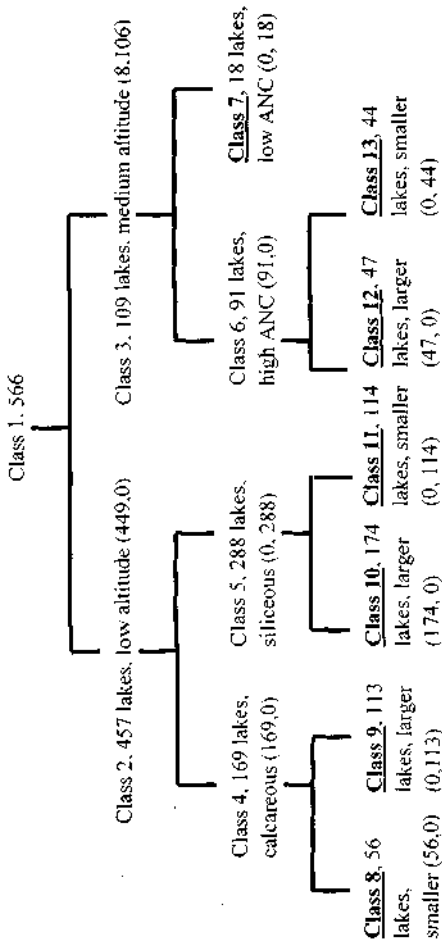 Class 1, 566
Class 2, 457 lakes, low altitude (449,0)
Class 3, 109 lakes, medium altitude (8.106)
Class 4, 169 lakes,
calcareous (169,0)
Class 5, 288 lakes,
siliceous (0, 288)
Class 6, 91 lakes,
high ANC (91,0)
Class 7, 18 lakes,
low ANC (0, 18)
Class 8, 56
lakes,
smaller (56,0)
Class 9, 113
lakes, larger
(0,113)
Class 10, 174
lakes, larger
(174, 0)
Class 11, 114
lakes, smaller
(0, 114)
Class 12, 47
lakes, larger
(47, 0)
Class 13, 44
lakes, smaller
(0, 44)